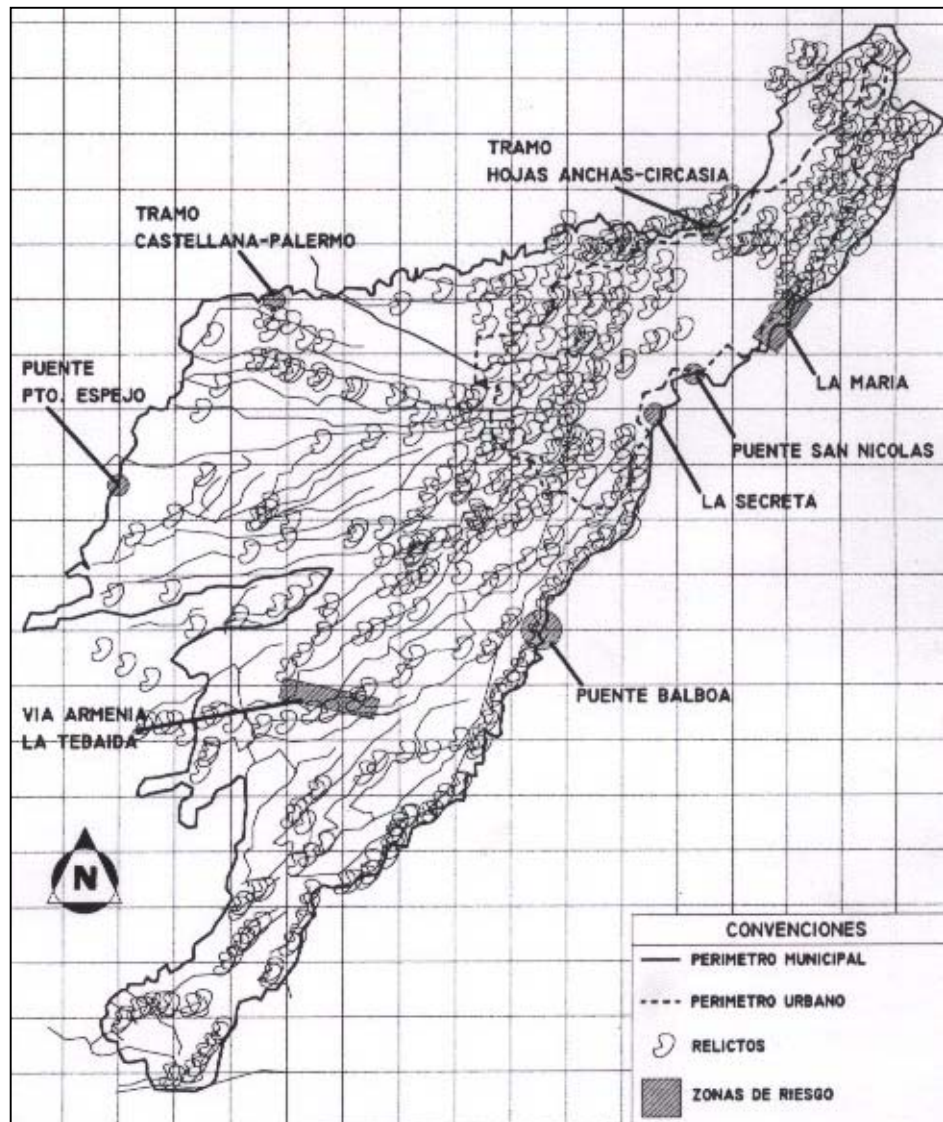 TRAMO
HOJAS ANCHAS-CIRCASIA
TRAMO
CASTELLANA-PALERMO
PUENTE
PTO. ESPEJO
LA MARIA
PUENTE SAN NICOLAS
LA SECRETA
PUENTE BALBOA
VIA ARMENIA
LA TEBAIDA
N
CONVENCIONES
PERIMETRO MUNICIPAL
PERIMETRO URBANO
RELICTOS
ZONAS DE RIESGO